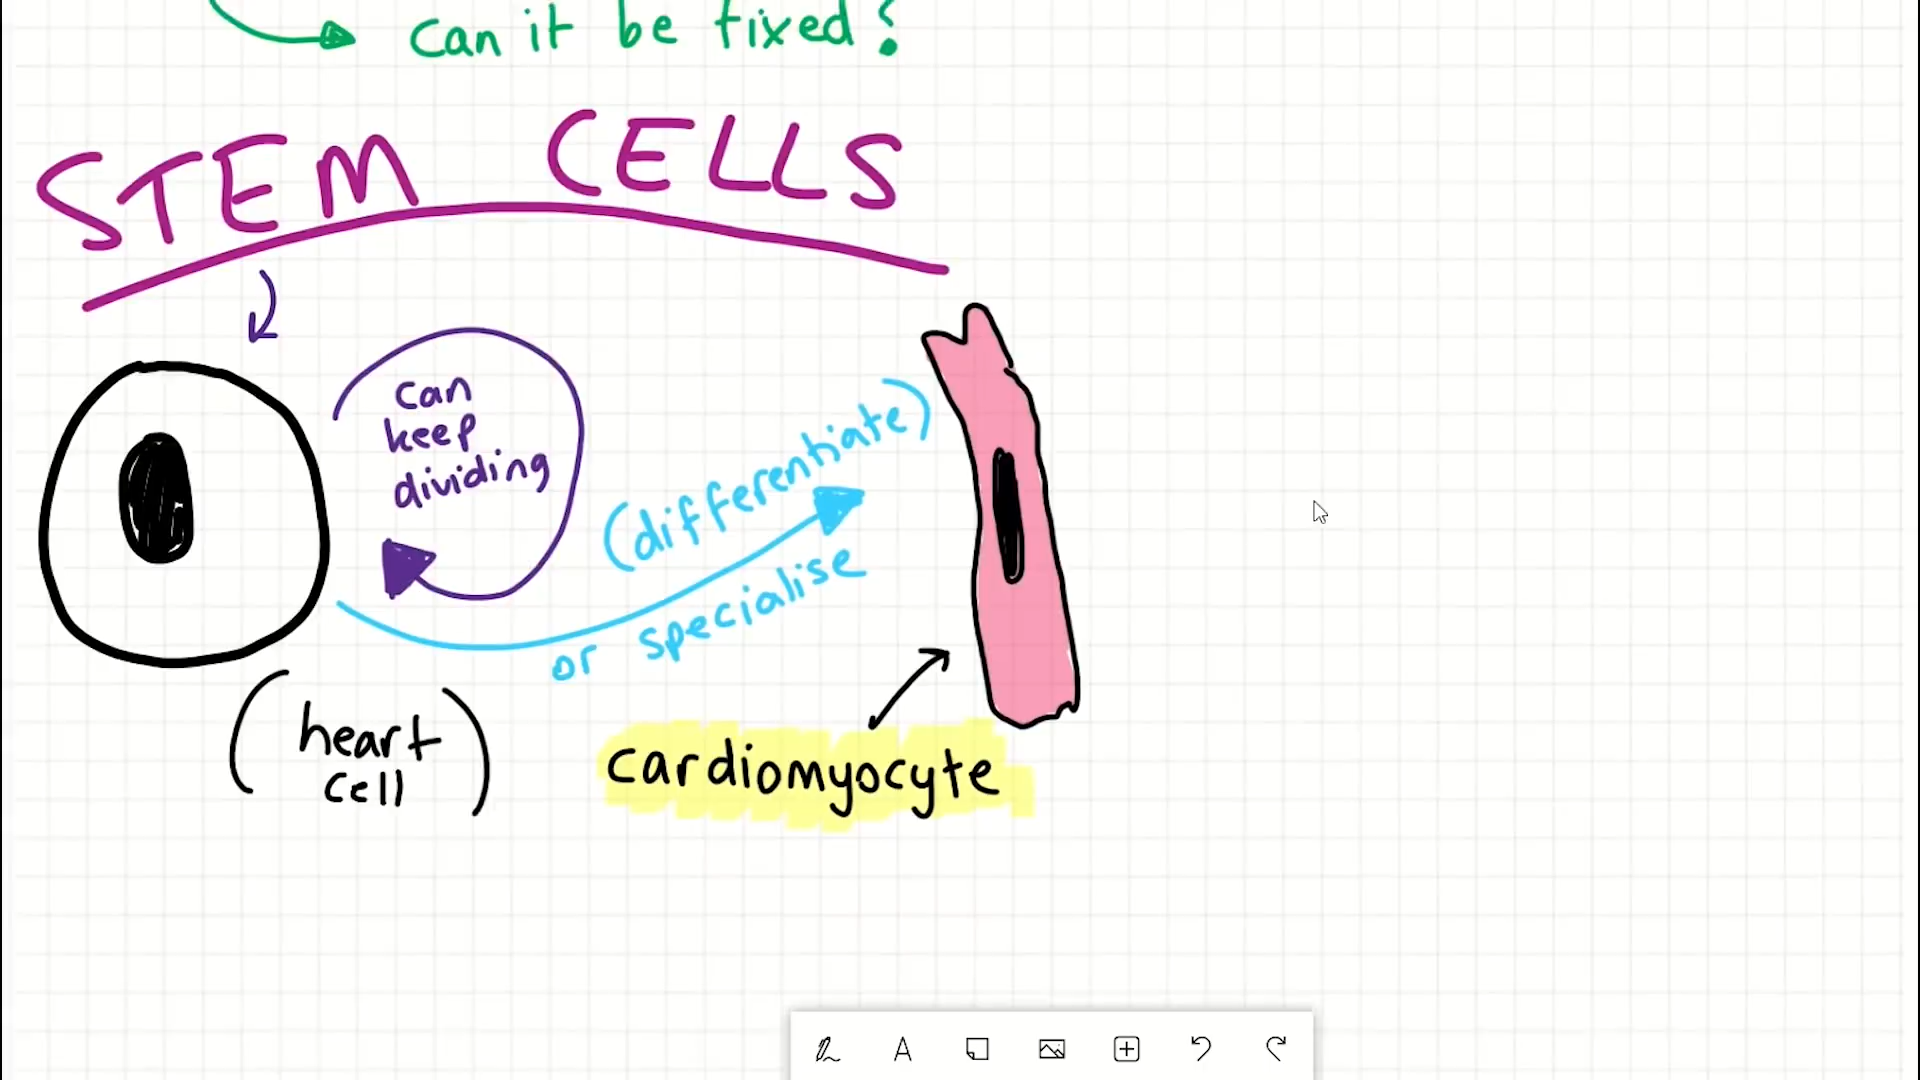 can it be fixed?
STEM CELLS
can
keep
dividing
(differentiate)
or specialise
(heart
cell)
cardiomyocyte